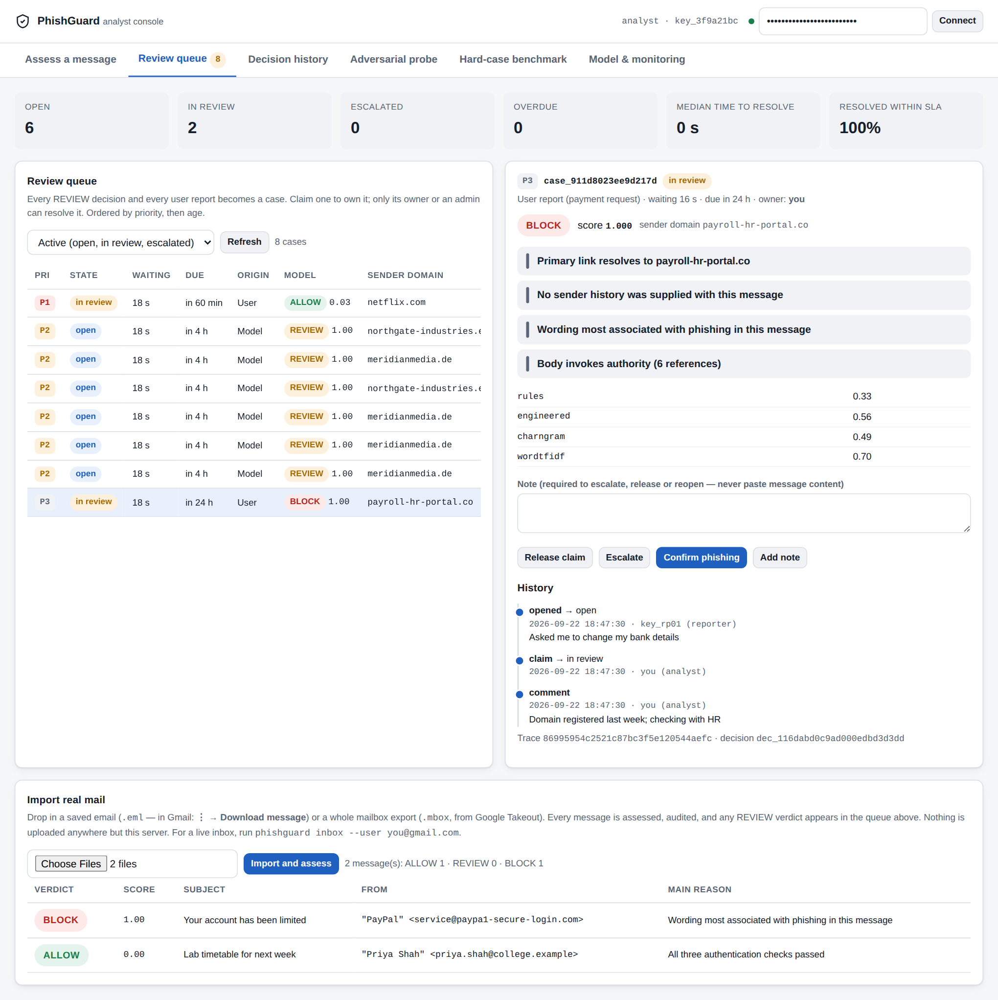 PhishGuard analyst console
analyst · key_3f9a21bc
•••••••••••••••••••••••••
Connect
Assess a message
Review queue 8
Decision history
Adversarial probe
Hard-case benchmark
Model & monitoring
OPEN
6
IN REVIEW
2
ESCALATED
0
OVERDUE
0
MEDIAN TIME TO RESOLVE
0 s
RESOLVED WITHIN SLA
100%
Review queue
Every REVIEW decision and every user report becomes a case. Claim one to own it; only its owner or an admin
can resolve it. Ordered by priority, then age.
Active (open, in review, escalated) Refresh 8 cases
PRI STATE WAITING DUE ORIGIN MODEL SENDER DOMAIN
P1 in review 18 s in 60 min User ALLOW 0.03 netflix.com
P2 open 18 s in 4 h Model REVIEW 1.00 northgate-industries.
P2 open 18 s in 4 h Model REVIEW 1.00 meridianmedia.de
P2 open 18 s in 4 h Model REVIEW 1.00 northgate-industries.
P2 open 18 s in 4 h Model REVIEW 1.00 meridianmedia.de
P2 open 18 s in 4 h Model REVIEW 1.00 meridianmedia.de
P2 open 18 s in 4 h Model REVIEW 1.00 meridianmedia.de
P3 in review 18 s in 24 h User BLOCK 1.00 payroll-hr-portal.co
P3 case_911d8023ee9d217d in review
User report (payment request) · waiting 16 s · due in 24 h · owner: you
BLOCK score 1.000 sender domain payroll-hr-portal.co
Primary link resolves to payroll-hr-portal.co
No sender history was supplied with this message
Wording most associated with phishing in this message
Body invokes authority (6 references)
rules 0.33
engineered 0.56
charngram 0.49
wordtfidf 0.70
Note (required to escalate, release or reopen — never paste message content)
Release claim Escalate Confirm phishing Add note
History
opened → open
2026-09-22 18:47:30 · key_rp01 (reporter)
Asked me to change my bank details
claim → in review
2026-09-22 18:47:30 · you (analyst)
comment
2026-09-22 18:47:30 · you (analyst)
Domain registered last week; checking with HR
Trace 86995954c2521c87bc3f5e120544aefc · decision dec_116dabd0c9ad000edbd3d3dd
Import real mail
Drop in a saved email (.eml — in Gmail: ⋮ → Download message) or a whole mailbox export (.mbox, from Google Takeout). Every message is assessed, audited, and any REVIEW verdict appears in the queue above. Nothing is
uploaded anywhere but this server. For a live inbox, run phishguard inbox --user you@gmail.com.
Choose Files 2 files Import and assess 2 message(s): ALLOW 1 · REVIEW 0 · BLOCK 1
VERDICT SCORE SUBJECT FROM MAIN REASON
BLOCK 1.00 Your account has been limited "PayPal" <service@paypa1-secure-login.com> Wording most associated with phishing in this message
ALLOW 0.00 Lab timetable for next week "Priya Shah" <priya.shah@college.example> All three authentication checks passed